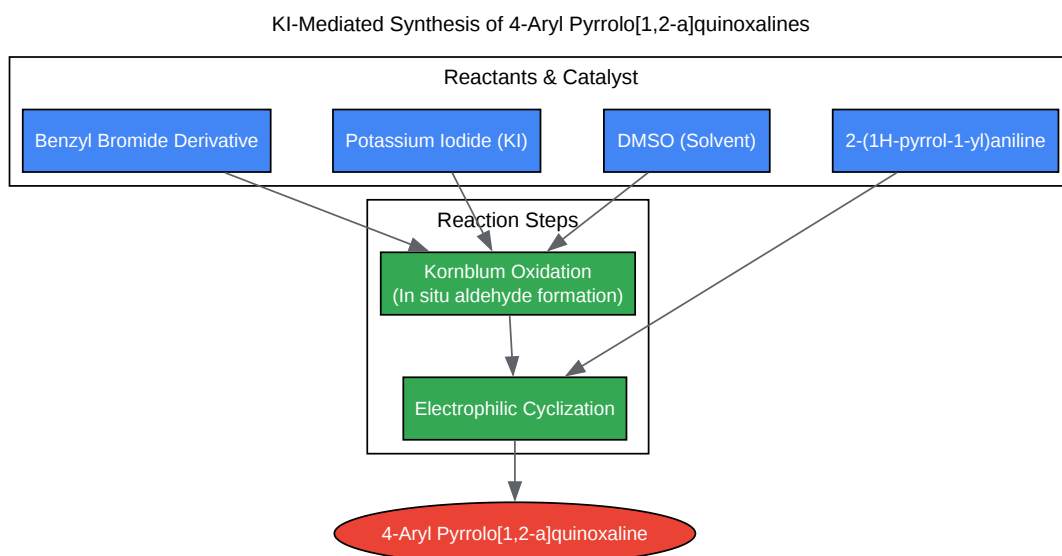 KI-Mediated Synthesis of 4-Aryl Pyrrolo[1,2-a]quinoxalines
Reactants & Catalyst
Benzyl Bromide Derivative
Potassium Iodide (KI)
DMSO (Solvent)
2-(1H-pyrrol-1-yl)aniline
Reaction Steps
Kornblum Oxidation
(In situ aldehyde formation)
Electrophilic Cyclization
4-Aryl Pyrrolo[1,2-a]quinoxaline